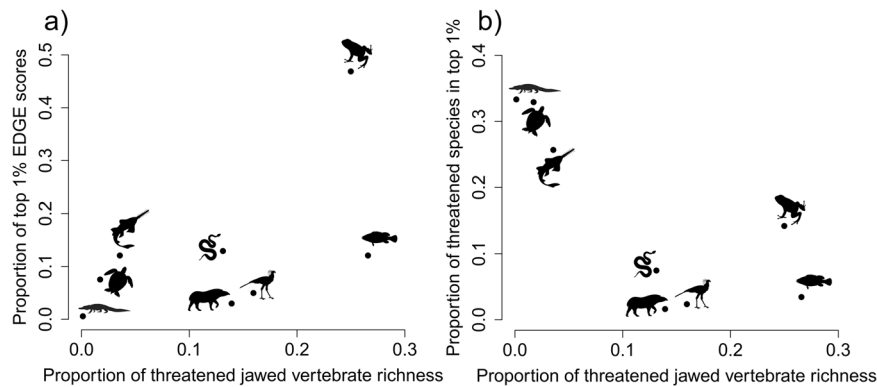 a)
Proportion of top 1% EDGE scores
0.5
0.4
0.3
0.2
0.1
0.0
0.0 0.1 0.2 0.3
Proportion of threatened jawed vertebrate richness
b)
Proportion of threatened species in top 1%
0.4
0.3
0.2
0.1
0.0
0.0 0.1 0.2 0.3
Proportion of threatened jawed vertebrate richness